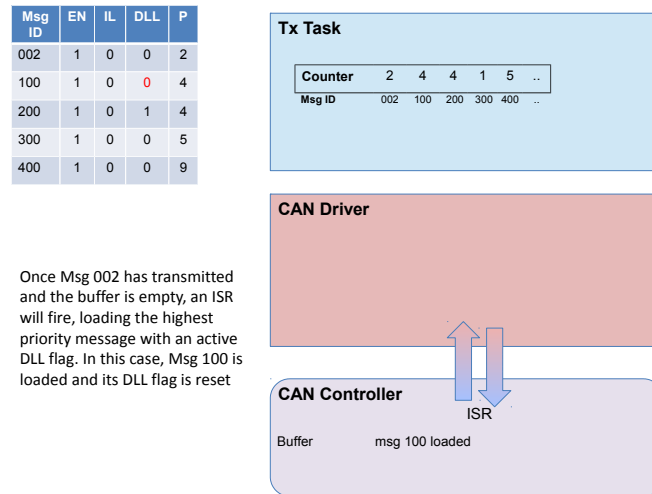 Msg ID EN IL DLL P
002 1 0 0 2
100 1 0 0 4
200 1 0 1 4
300 1 0 0 5
400 1 0 0 9
Once Msg 002 has transmitted
and the buffer is empty, an ISR
will fire, loading the highest
priority message with an active
DLL flag. In this case, Msg 100 is
loaded and its DLL flag is reset
Tx Task
Counter 2 4 4 1 5 ..
Msg ID 002 100 200 300 400 ..
CAN Driver
CAN Controller
ISR
Buffer msg 100 loaded